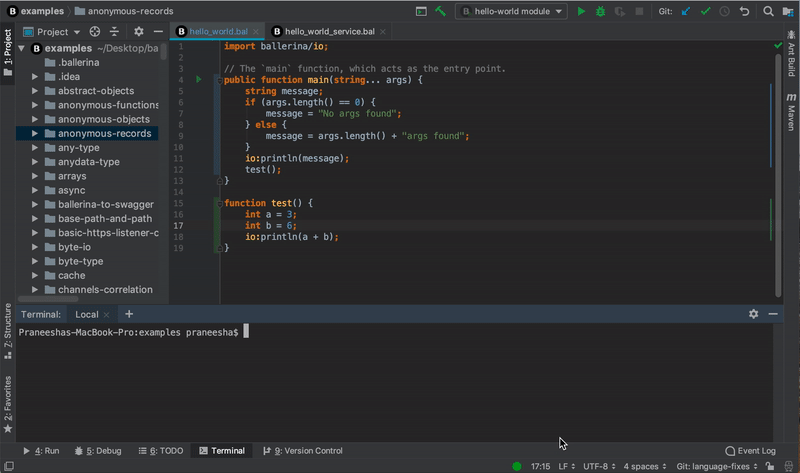 examples anonymous-records hello-world module Git:
Project
hello_world.bal hello_world_service.bal
1: Project
examples ~/Desktop/ba
.ballerina
.idea
abstract-objects
anonymous-functions
anonymous-objects
anonymous-records
any-type
anydata-type
arrays
async
ballerina-to-swagger
base-path-and-path
basic-https-listener-c
byte-io
byte-type
cache
channels-correlation
1 import ballerina/io;
2
3 // The `main` function, which acts as the entry point.
4 public function main(string... args) {
5 string message;
6 if (args.length() == 0) {
7 message = "No args found";
8 } else {
9 message = args.length() + "args found";
10 }
11 io:println(message);
12 test();
13 }
14
15 function test() {
16 int a = 3;
17 int b = 6;
18 io:println(a + b);
19 }
Ant Build
Maven
Z: Structure
2: Favorites
Terminal: Local
Praneeshas-MacBook-Pro:examples praneesha$
4: Run 5: Debug 6: TODO Terminal 9: Version Control Event Log
17:15 LF UTF-8 4 spaces Git: language-fixes